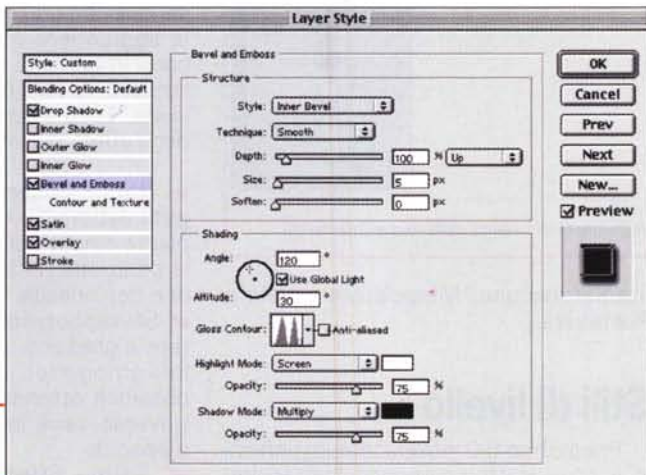 Layer Style
Style: Custom
Blending Options: Default
Drop Shadow
Inner Shadow
Outer Glow
Inner Glow
Bevel and Emboss
Contour and Texture
Satin
Overlay
Stroke
Bevel and Emboss
Structure
Style: Inner Bevel
Technique: Smooth
Depth: 100 % Up
Size: 5 px
Soften: 0 px
Shading
Angle: 120 °
Use Global Light
Altitude: 30 °
Gloss Contour: Anti-aliased
Highlight Mode: Screen
Opacity: 75 %
Shadow Mode: Multiply
Opacity: 75 %
OK
Cancel
Prev
Next
New...
Preview
Stili di livello